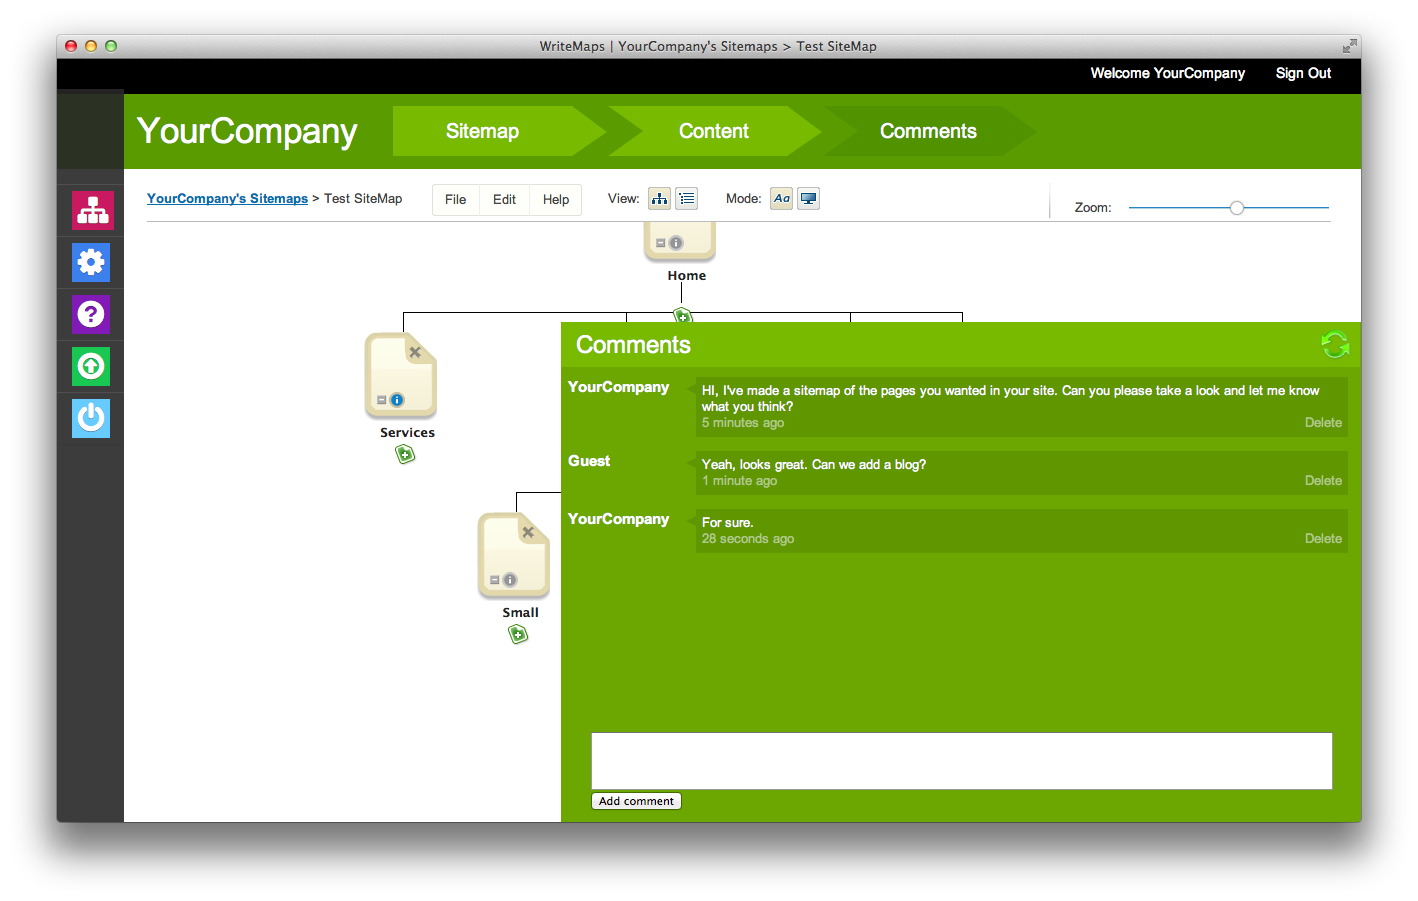 WriteMaps | YourCompany's Sitemaps > Test SiteMap
Welcome YourCompany Sign Out
YourCompany Sitemap Content Comments
YourCompany's Sitemaps > Test SiteMap File Edit Help View: Mode: Aa Zoom:
Home
Services
Small
Comments
YourCompany
HI, I've made a sitemap of the pages you wanted in your site. Can you please take a look and let me know
what you think?
5 minutes ago Delete
Guest
Yeah, looks great. Can we add a blog?
1 minute ago Delete
YourCompany
For sure.
28 seconds ago Delete
Add comment